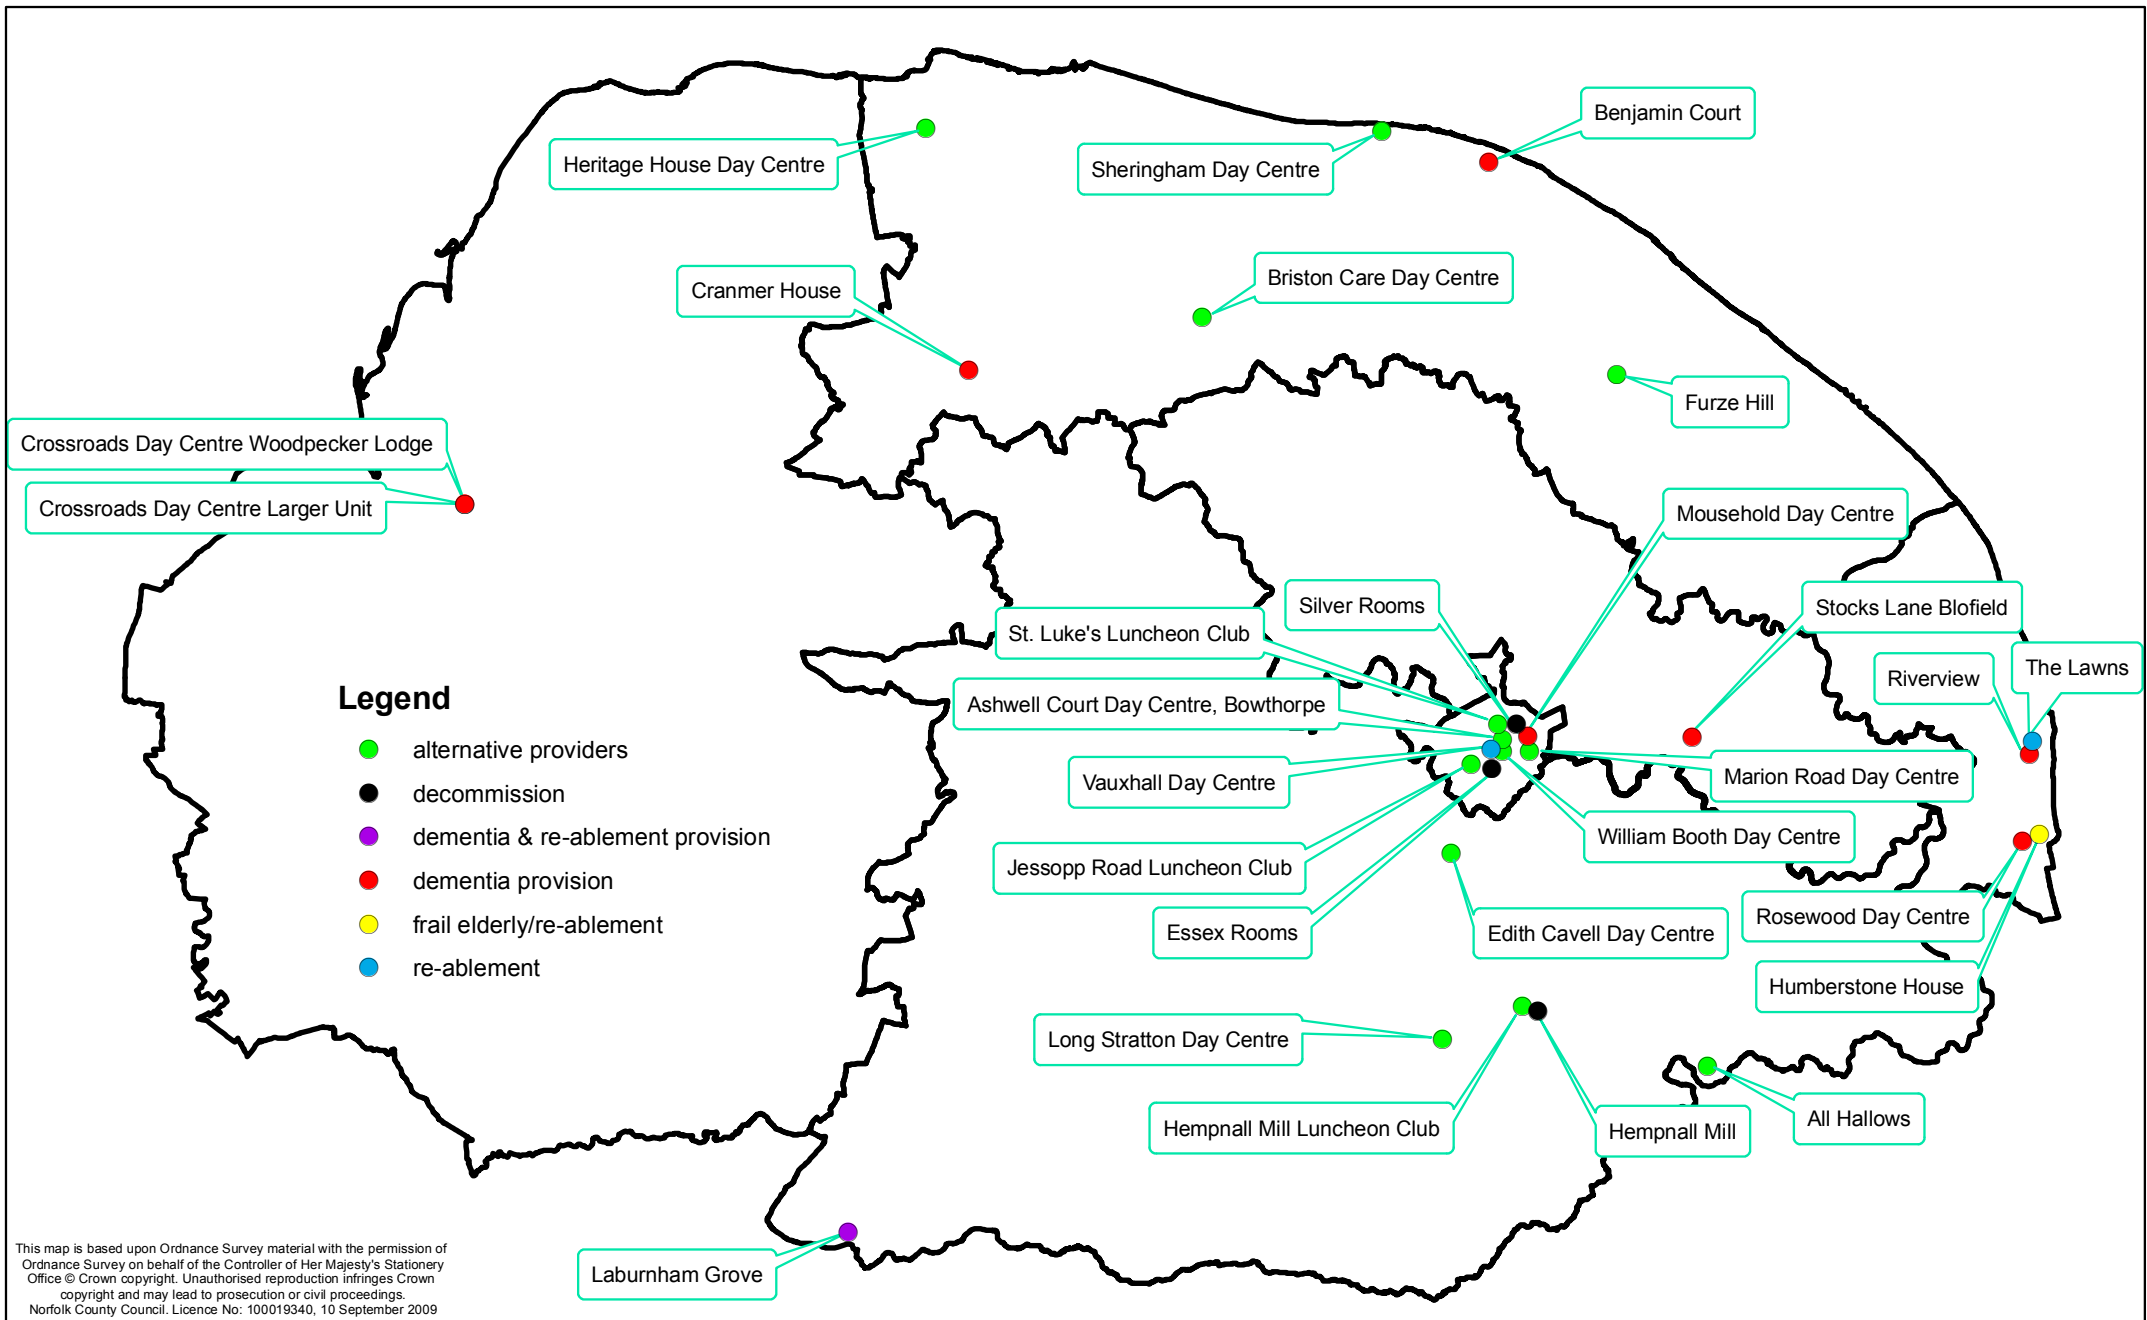 Benjamin Court
Heritage House Day Centre
Sheringham Day Centre
Cranmer House
Briston Care Day Centre
Furze Hill
Crossroads Day Centre Woodpecker Lodge
Crossroads Day Centre Larger Unit
Mousehold Day Centre
Silver Rooms
Stocks Lane Blofield
St. Luke's Luncheon Club
The Lawns
Riverview
Ashwell Court Day Centre, Bowthorpe
Vauxhall Day Centre
Marion Road Day Centre
William Booth Day Centre
Jessopp Road Luncheon Club
Rosewood Day Centre
Essex Rooms
Edith Cavell Day Centre
Humberstone House
Long Stratton Day Centre
Hempnall Mill Luncheon Club
Hempnall Mill
All Hallows
Laburnham Grove
Legend
alternative providers
decommission
dementia & re-ablement provision
dementia provision
frail elderly/re-ablement
re-ablement
This map is based upon Ordnance Survey material with the permission of
Ordnance Survey on behalf of the Controller of Her Majesty's Stationery
Office © Crown copyright. Unauthorised reproduction infringes Crown
copyright and may lead to prosecution or civil proceedings.
Norfolk County Council. Licence No: 100019340, 10 September 2009